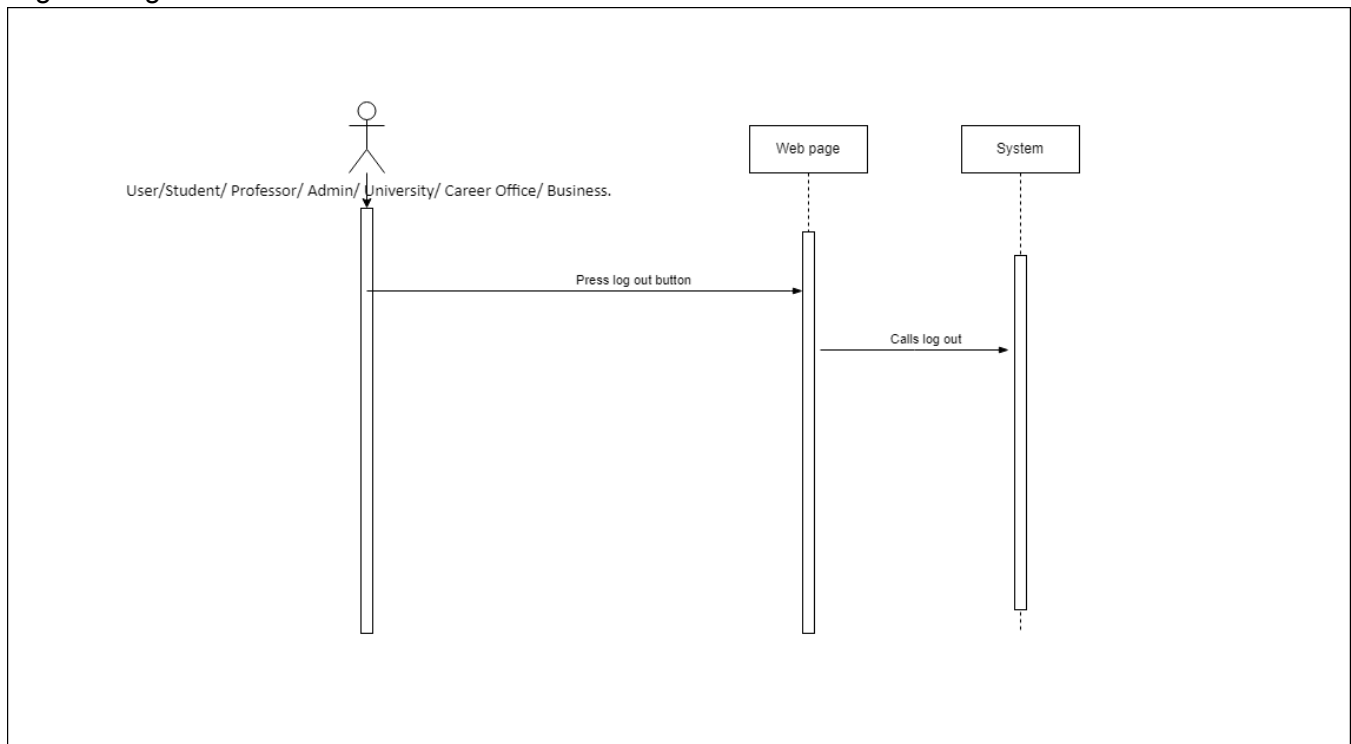 Web page
System
User/Student/ Professor/ Admin/ University/ Career Office/ Business.
Press log out button
Calls log out